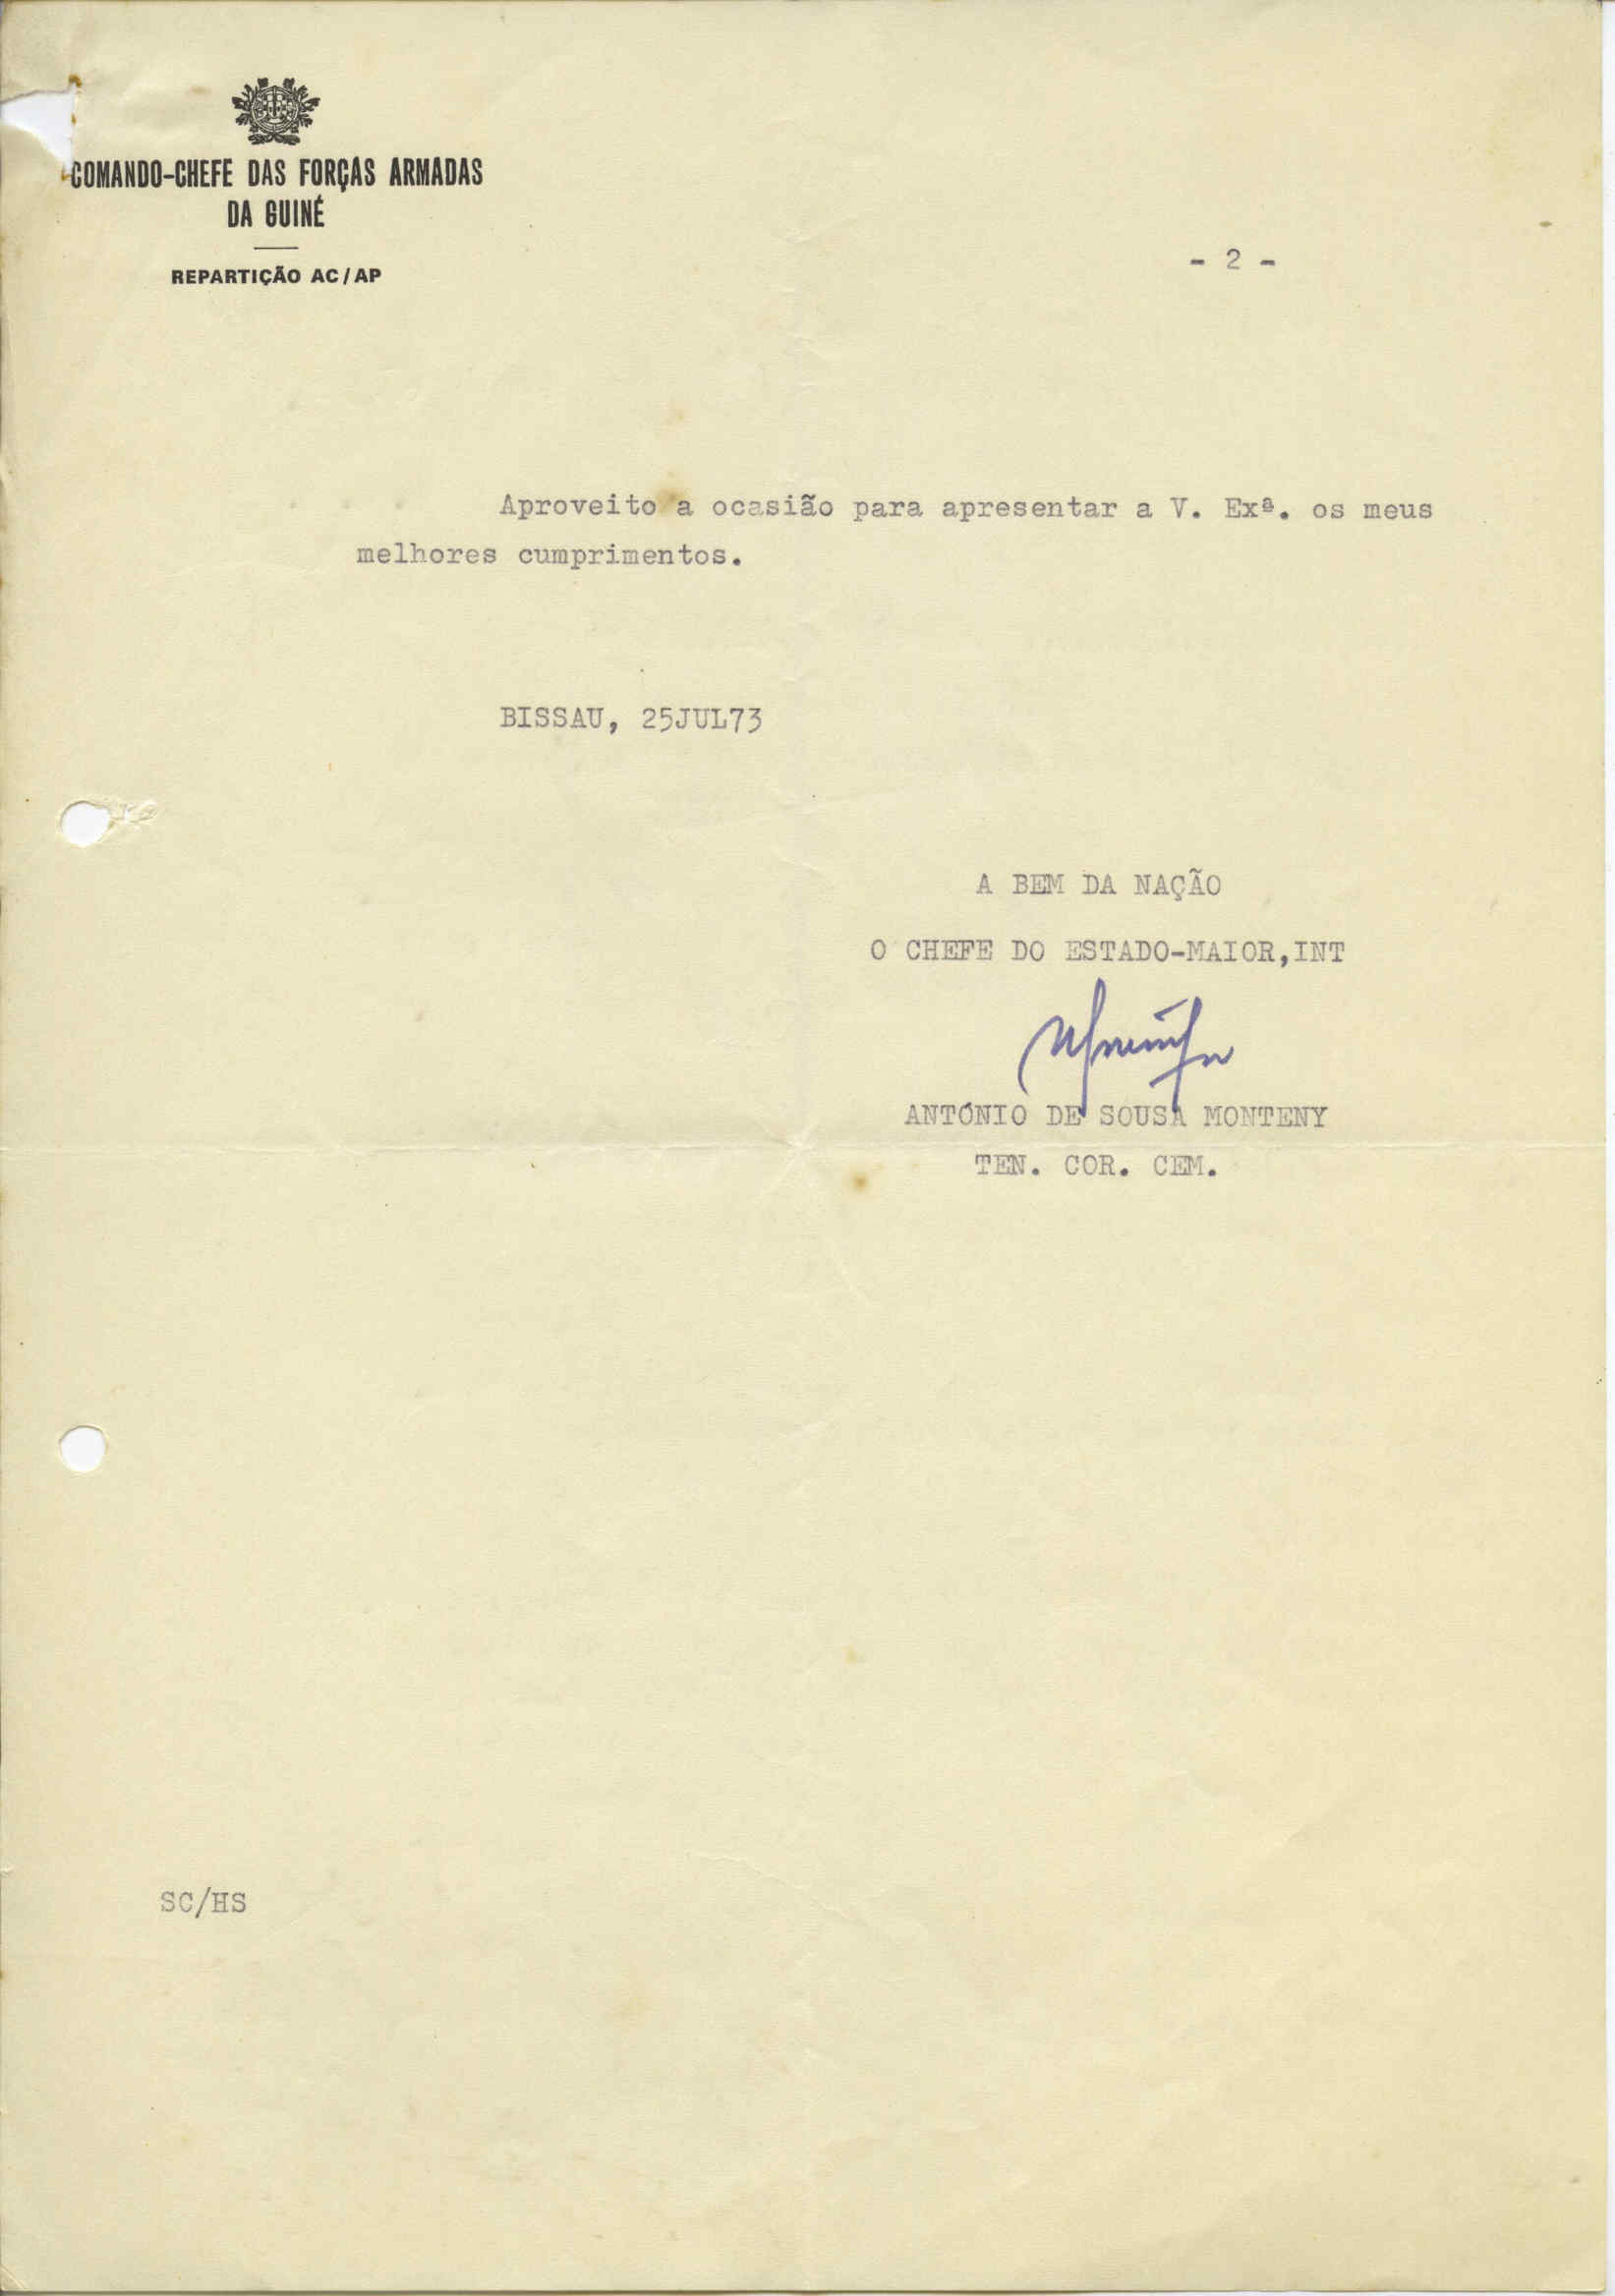 COMANDO-CHEFE DAS FORÇAS ARMADAS
DA GUINÉ
REPARTIÇÃO AC/AP
- 2 -
Aproveito a ocasião para apresentar a V. Exª. os meus
melhores cumprimentos.
BISSAU, 25JUL73
A BEM DA NAÇÃO
O CHEFE DO ESTADO-MAIOR,INT
ANTÓNIO DE SOUSA MONTENY
TEN. COR. CEM.
SC/HS